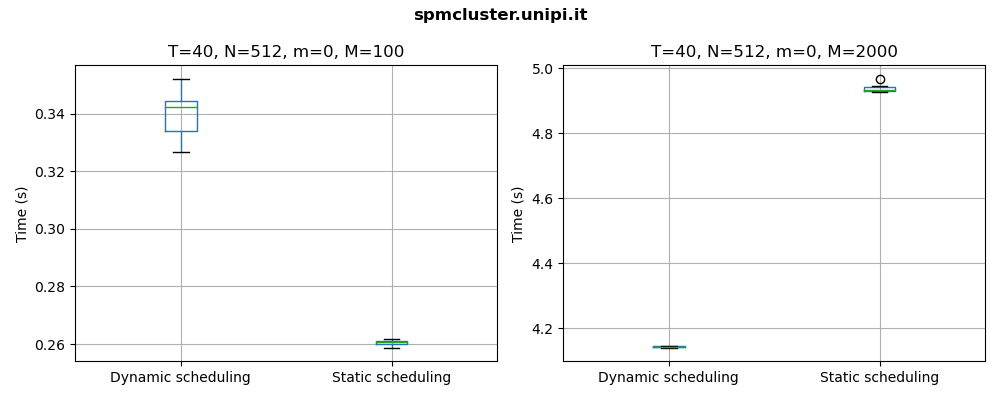 spmcluster.unipi.it
T=40, N=512, m=0, M=100
Time (s)
0.34
0.32
0.30
0.28
0.26
Dynamic scheduling
Static scheduling
T=40, N=512, m=0, M=2000
Time (s)
5.0
4.8
4.6
4.4
4.2
Dynamic scheduling
Static scheduling